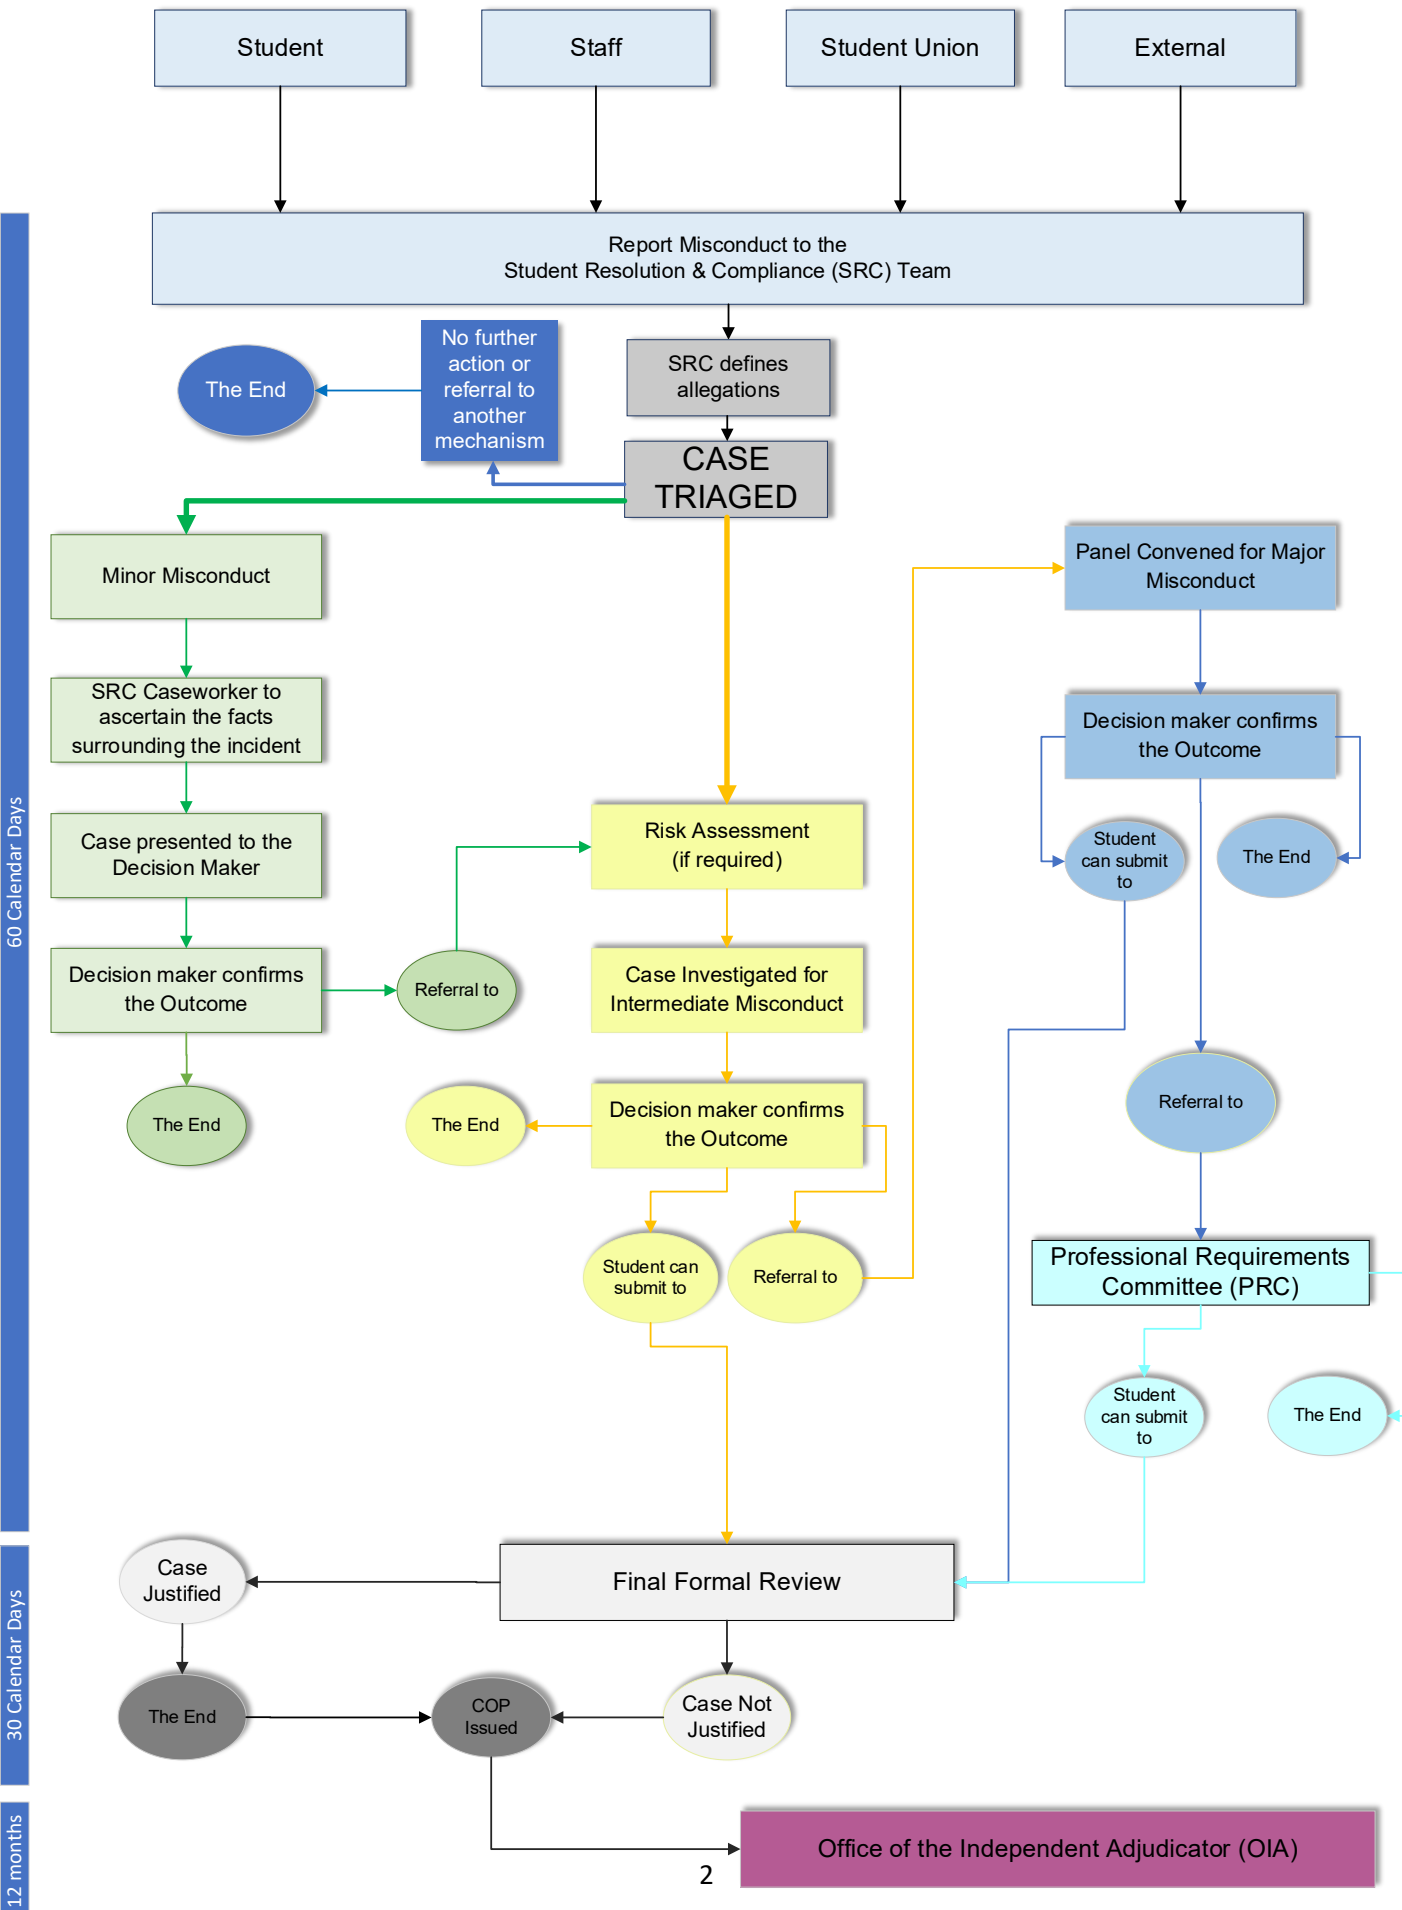 Student
Staff
Student Union
External
Report Misconduct to the
Student Resolution & Compliance (SRC) Team
No further
action or
referral to
another
mechanism
The End
SRC defines
allegations
CASE
TRIAGED
Minor Misconduct
SRC Caseworker to
ascertain the facts
surrounding the incident
Case presented to the
Decision Maker
Decision maker confirms
the Outcome
Referral to
The End
Risk Assessment
(if required)
Case Investigated for
Intermediate Misconduct
Decision maker confirms
the Outcome
The End
Student can
submit to
Referral to
Panel Convened for Major
Misconduct
Decision maker confirms
the Outcome
Student
can submit
to
The End
Referral to
Professional Requirements
Committee (PRC)
Student
can submit
to
The End
60 Calendar Days
Final Formal Review
Case
Justified
The End
COP
Issued
Case Not
Justified
30 Calendar Days
Office of the Independent Adjudicator (OIA)
12 months
2